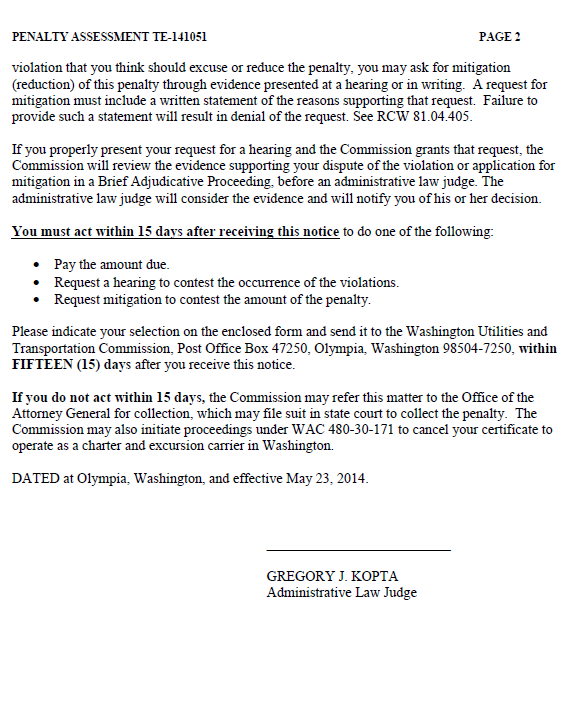 PENALTY ASSESSMENT TE-141051 PAGE 2
violation that you think should excuse or reduce the penalty, you may ask for mitigation
(reduction) of this penalty through evidence presented at a hearing or in writing. A request for
mitigation must include a written statement of the reasons supporting that request. Failure to
provide such a statement will result in denial of the request. See RCW 81.04.405.
If you properly present your request for a hearing and the Commission grants that request, the
Commission will review the evidence supporting your dispute of the violation or application for
mitigation in a Brief Adjudicative Proceeding, before an administrative law judge. The
administrative law judge will consider the evidence and will notify you of his or her decision.
You must act within 15 days after receiving this notice to do one of the following:
• Pay the amount due.
• Request a hearing to contest the occurrence of the violations.
• Request mitigation to contest the amount of the penalty.
Please indicate your selection on the enclosed form and send it to the Washington Utilities and
Transportation Commission, Post Office Box 47250, Olympia, Washington 98504-7250, within
FIFTEEN (15) days after you receive this notice.
If you do not act within 15 days, the Commission may refer this matter to the Office of the
Attorney General for collection, which may file suit in state court to collect the penalty. The
Commission may also initiate proceedings under WAC 480-30-171 to cancel your certificate to
operate as a charter and excursion carrier in Washington.
DATED at Olympia, Washington, and effective May 23, 2014.
GREGORY J. KOPTA
Administrative Law Judge